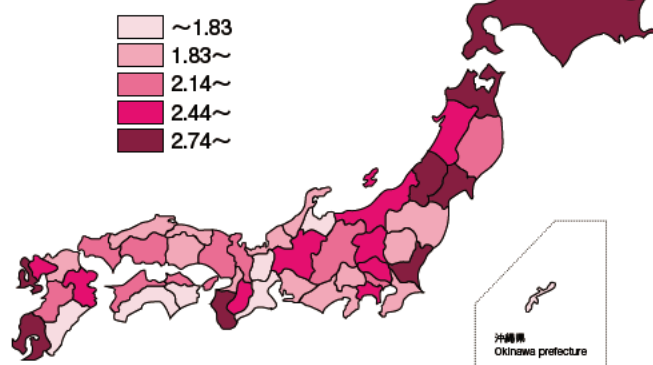 ～1.83
1.83～
2.14～
2.44～
2.74～
沖縄県
Okinawa prefecture